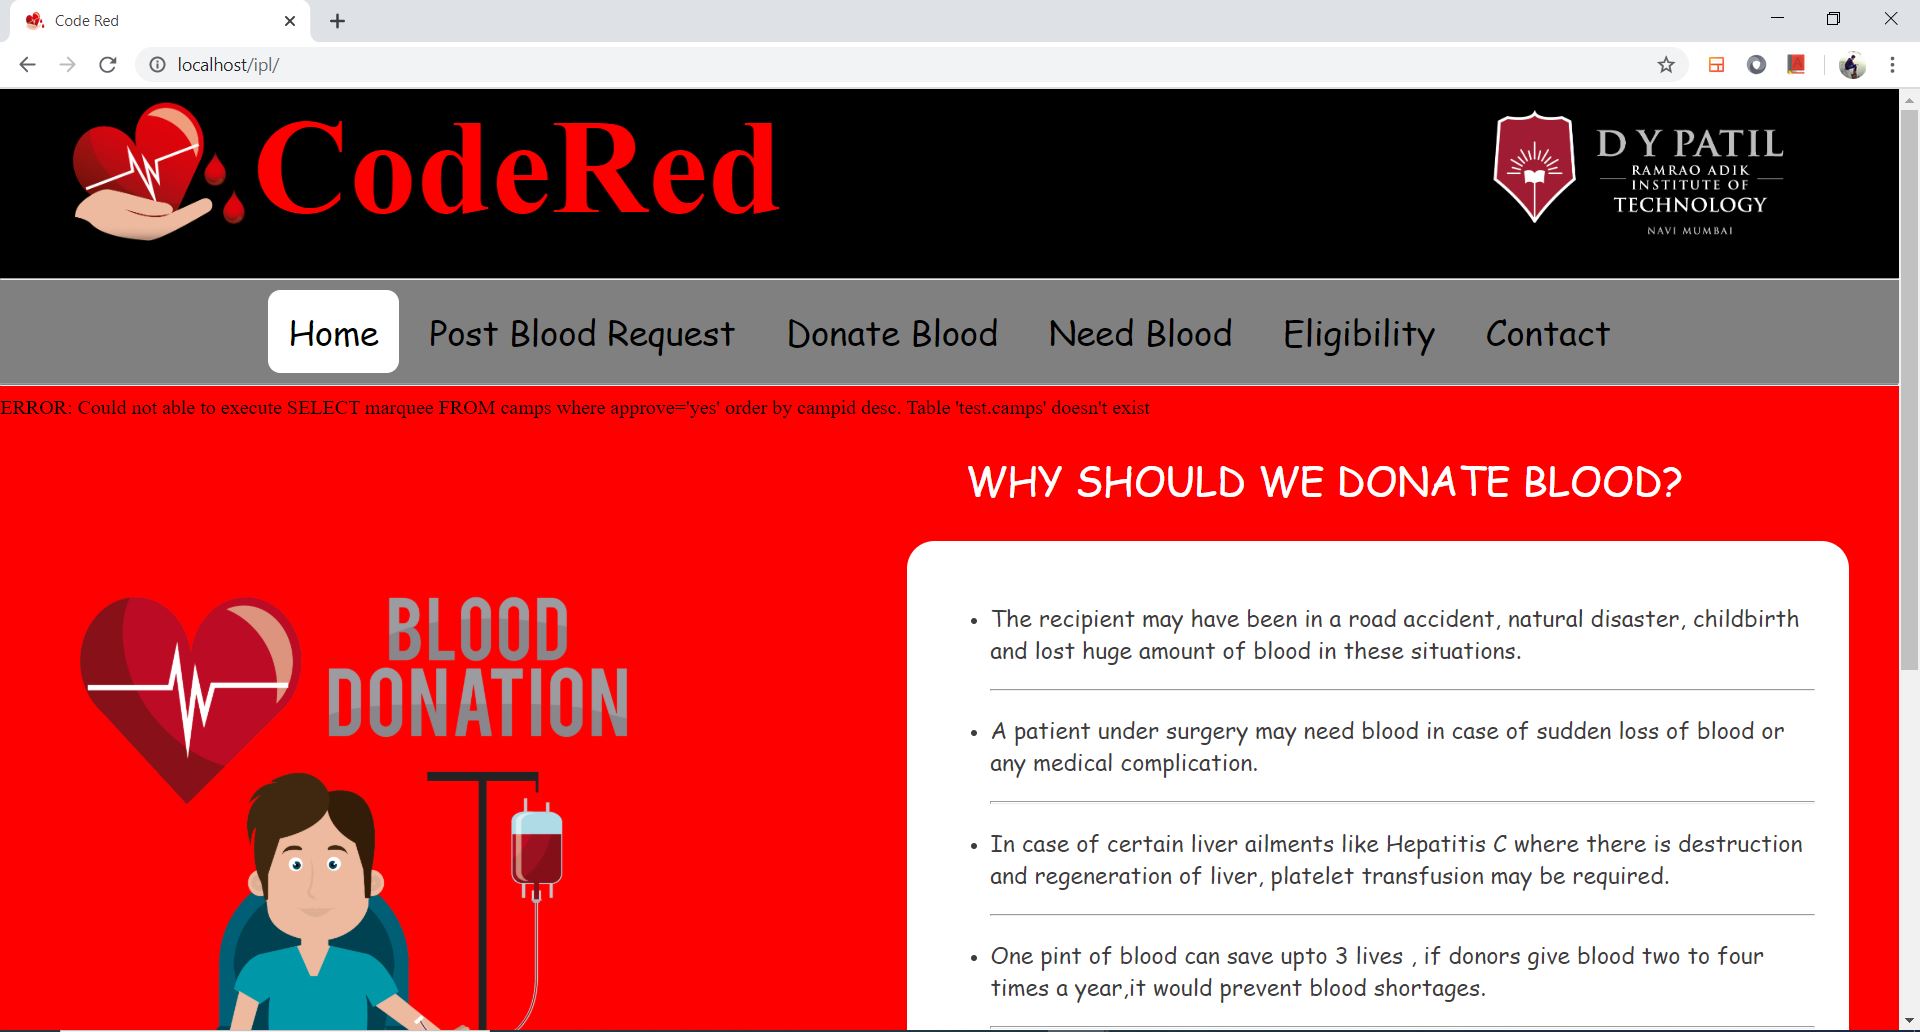 Code Red
localhost/ipl/
CodeRed
D Y PATIL
RAMRAO ADIK
INSTITUTE OF
TECHNOLOGY
NAVI MUMBAI
Home Post Blood Request Donate Blood Need Blood Eligibility Contact
ERROR: Could not able to execute SELECT marquee FROM camps where approve='yes' order by campid desc. Table 'test.camps' doesn't exist
WHY SHOULD WE DONATE BLOOD?
BLOOD
DONATION
• The recipient may have been in a road accident, natural disaster, childbirth
and lost huge amount of blood in these situations.
• A patient under surgery may need blood in case of sudden loss of blood or
any medical complication.
• In case of certain liver ailments like Hepatitis C where there is destruction
and regeneration of liver, platelet transfusion may be required.
• One pint of blood can save upto 3 lives , if donors give blood two to four
times a year,it would prevent blood shortages.